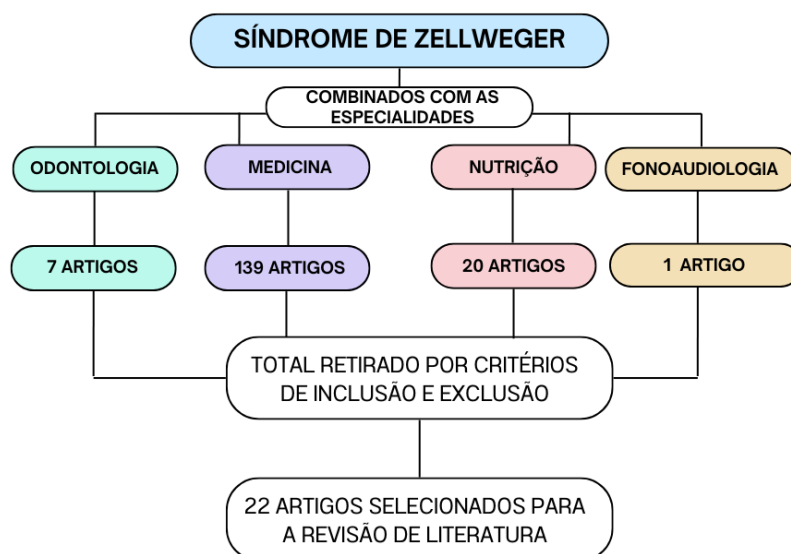 SÍNDROME DE ZELLWEGER
COMBINADOS COM AS
ESPECIALIDADES
ODONTOLOGIA
MEDICINA
NUTRIÇÃO
FONOAUDIOLOGIA
7 ARTIGOS
139 ARTIGOS
20 ARTIGOS
1 ARTIGO
TOTAL RETIRADO POR CRITÉRIOS
DE INCLUSÃO E EXCLUSÃO
22 ARTIGOS SELECIONADOS PARA
A REVISÃO DE LITERATURA